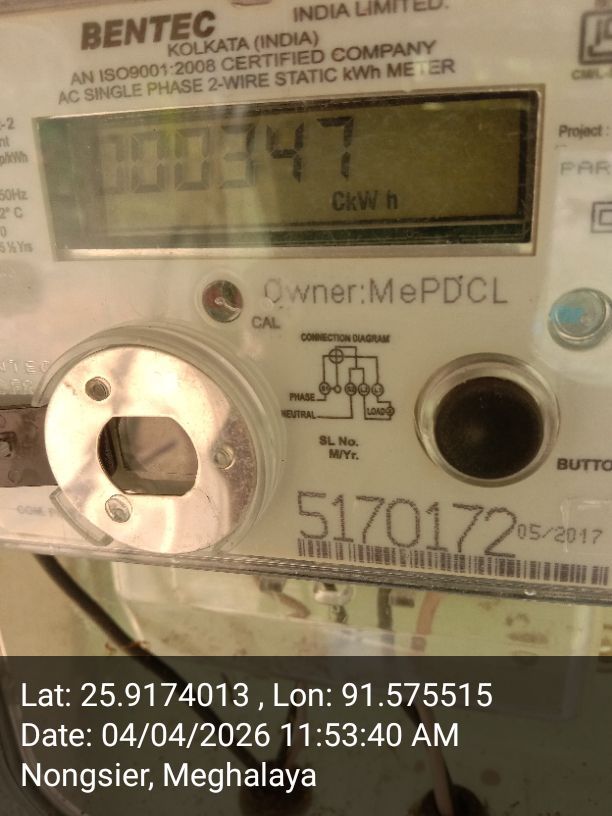 BENTEC
INDIA LIMITED.
KOLKATA (INDIA)
AN ISO9001:2008 CERTIFIED COMPANY
AC SINGLE PHASE 2-WIRE STATIC kWh METER
Project :
50Hz
000347
CkW h
Owner:MePDCL
CAL
CONNECTION DIAGRAM
PHASE
NEUTRAL
LOAD
SL No.
M/Yr.
BUTTO
5170172
05/2017
Lat: 25.9174013 , Lon: 91.575515
Date: 04/04/2026 11:53:40 AM
Nongsier, Meghalaya